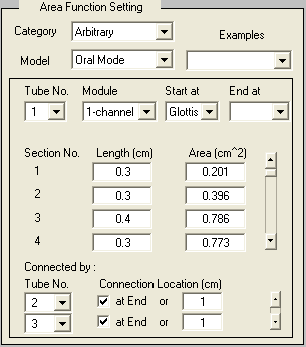 Area Function Setting
Category Arbitrary Examples
Model Oral Mode
Tube No. Module Start at End at
1 1-channel Glottis
Section No. Length (cm) Area (cm^2)
1 0.3 0.201
2 0.3 0.396
3 0.4 0.786
4 0.3 0.773
Connected by :
Tube No. Connection Location (cm)
2 at End or 1
3 at End or 1